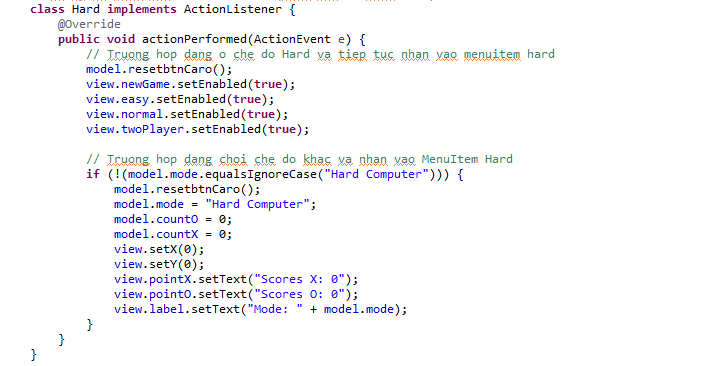 class Hard implements ActionListener {
@Override
public void actionPerformed(ActionEvent e) {
// Truong hop dang o che do Hard va tiep tuc nhan vao menuitem hard
model.resetbtnCaro();
view.newGame.setEnabled(true);
view.easy.setEnabled(true);
view.normal.setEnabled(true);
view.twoPlayer.setEnabled(true);
// Truong hop dang choi che do khac va nhan vao MenuItem Hard
if (!(model.mode.equalsIgnoreCase("Hard Computer"))) {
model.resetbtnCaro();
model.mode = "Hard Computer";
model.countO = 0;
model.countX = 0;
view.setX(0);
view.setY(0);
view.pointX.setText("Scores X: 0");
view.pointO.setText("Scores O: 0");
view.label.setText("Mode: " + model.mode);
}
}
}